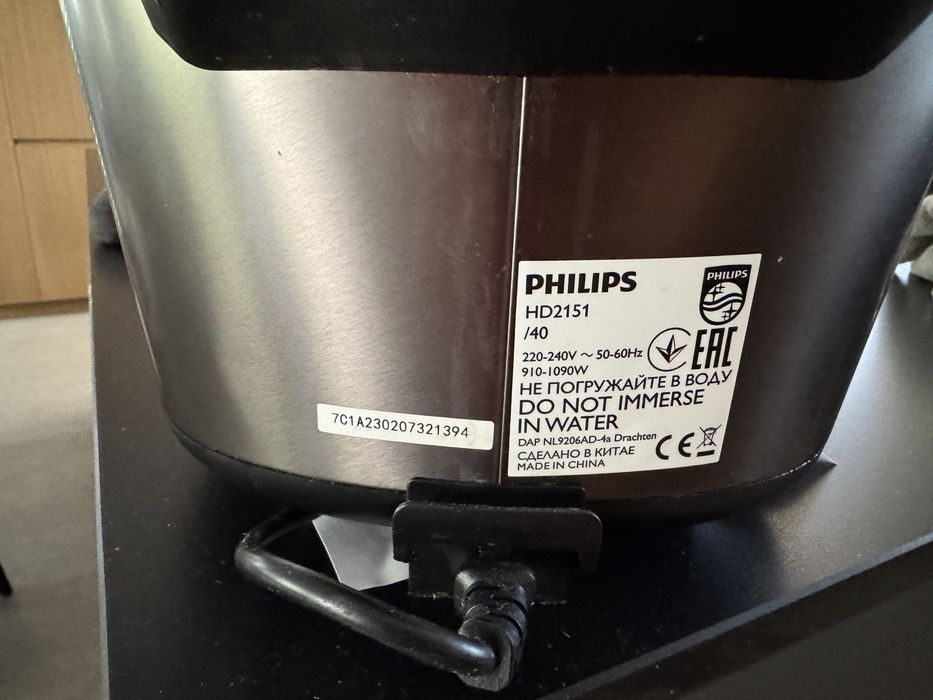 7C1A230207321394
PHILIPS
PHILIPS
HD2151
/40
220-240V ~ 50-60Hz
910-1090W
EAC
НЕ ПОГРУЖАЙТЕ В ВОДУ
DO NOT IMMERSE
IN WATER
DAP NL9206AD-4a Drachten
CE
СДЕЛАНО В КИТАЕ
MADE IN CHINA